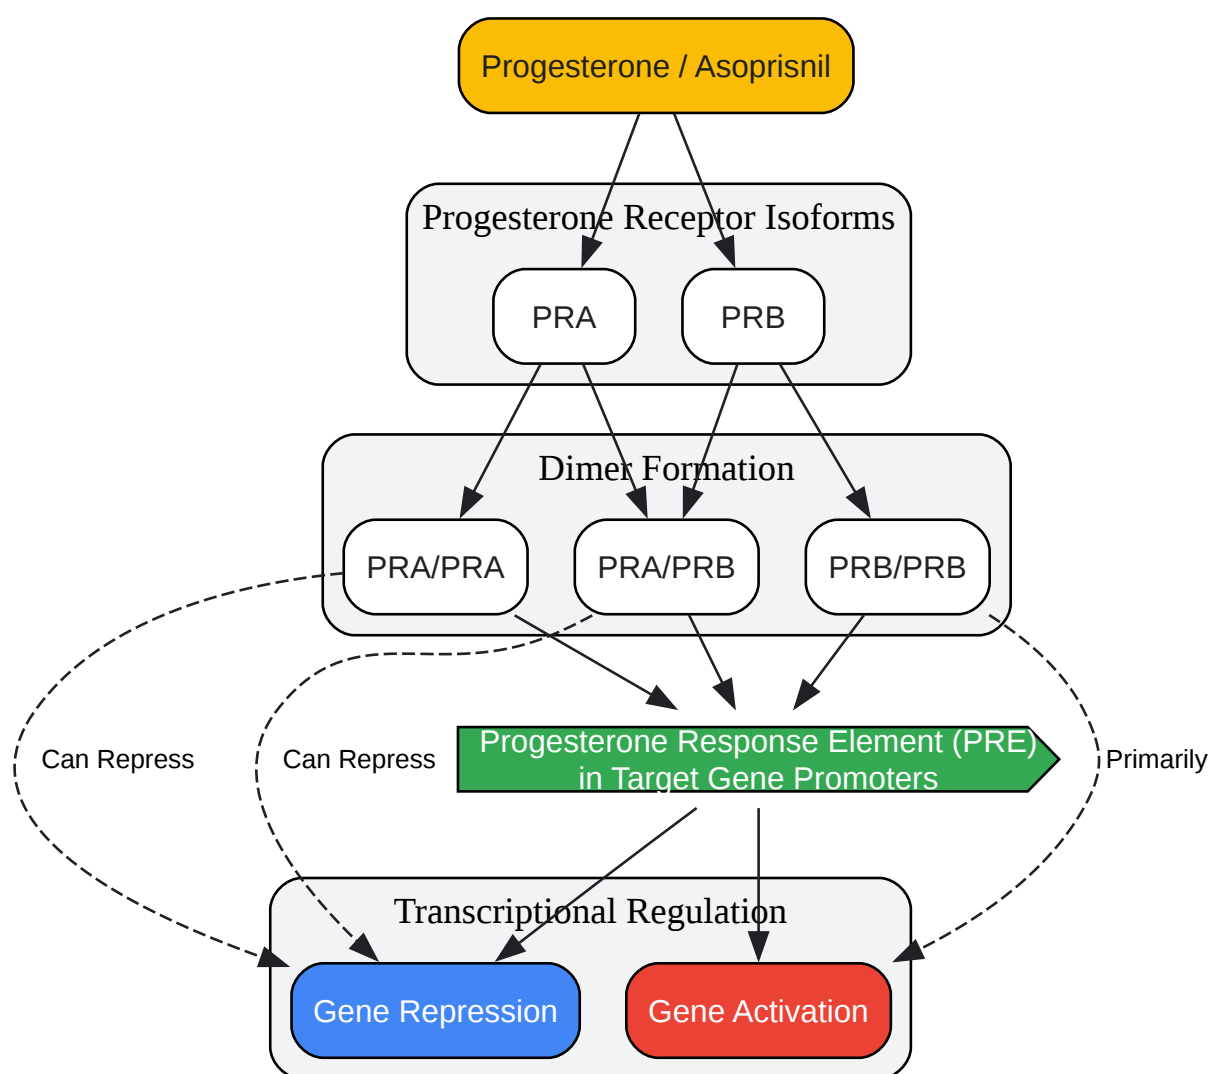 Progesterone / Asoprisnil
Progesterone Receptor Isoforms
PRA
PRB
Dimer Formation
PRA/PRA
PRA/PRB
PRB/PRB
Can Repress
Can Repress
Progesterone Response Element (PRE)
in Target Gene Promoters
Primarily
Transcriptional Regulation
Gene Repression
Gene Activation